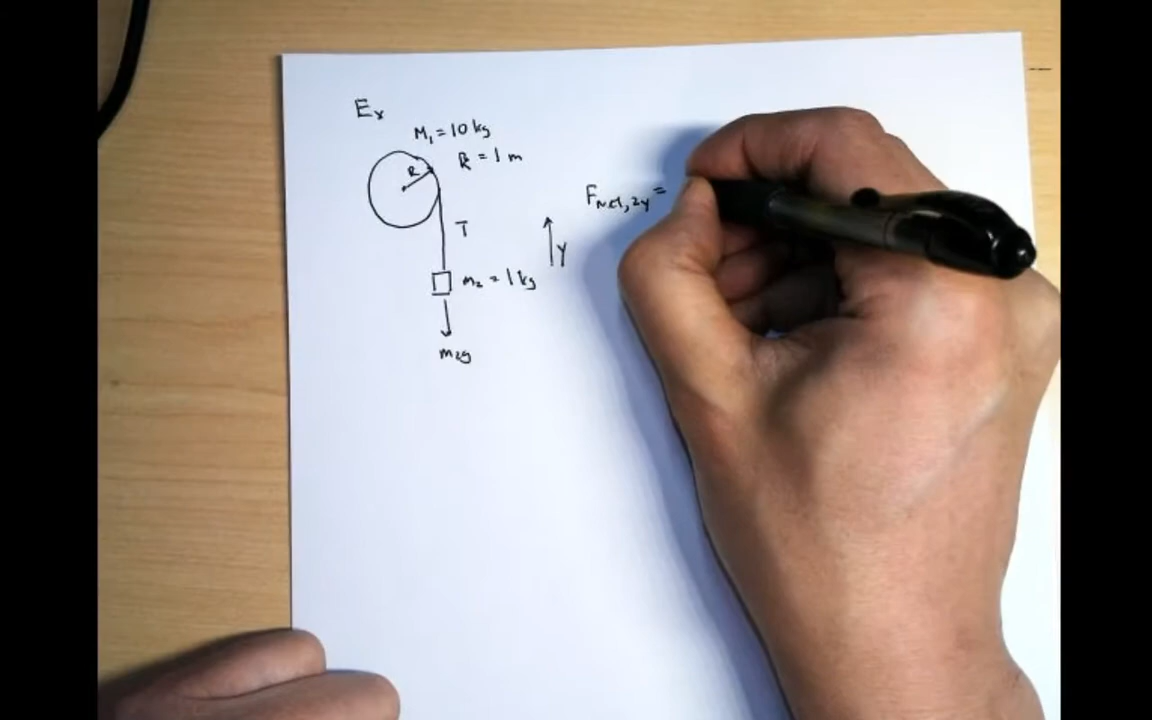 Ex
M₁ = 10 kg
R = 1 m
R
F_Net,2y =
T
Y
m₂ = 1 kg
m₂g